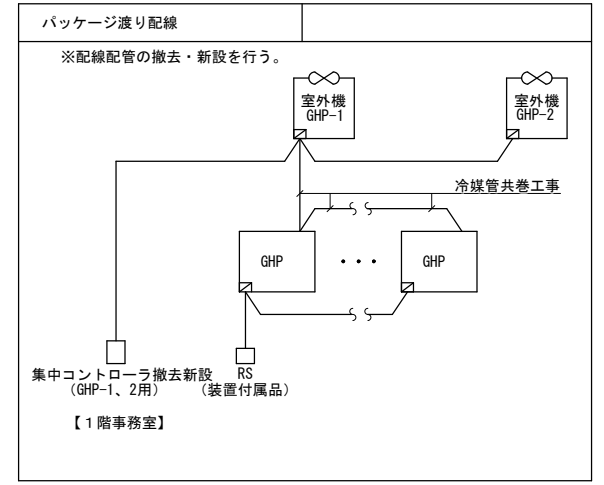 パッケージ渡り配線
※配線配管の撤去・新設を行う。
室外機
GHP-1
室外機
GHP-2
冷媒管共巻工事
GHP
・・・
GHP
集中コントローラ撤去新設
（GHP-1、2用）
RS
（装置付属品）
【１階事務室】